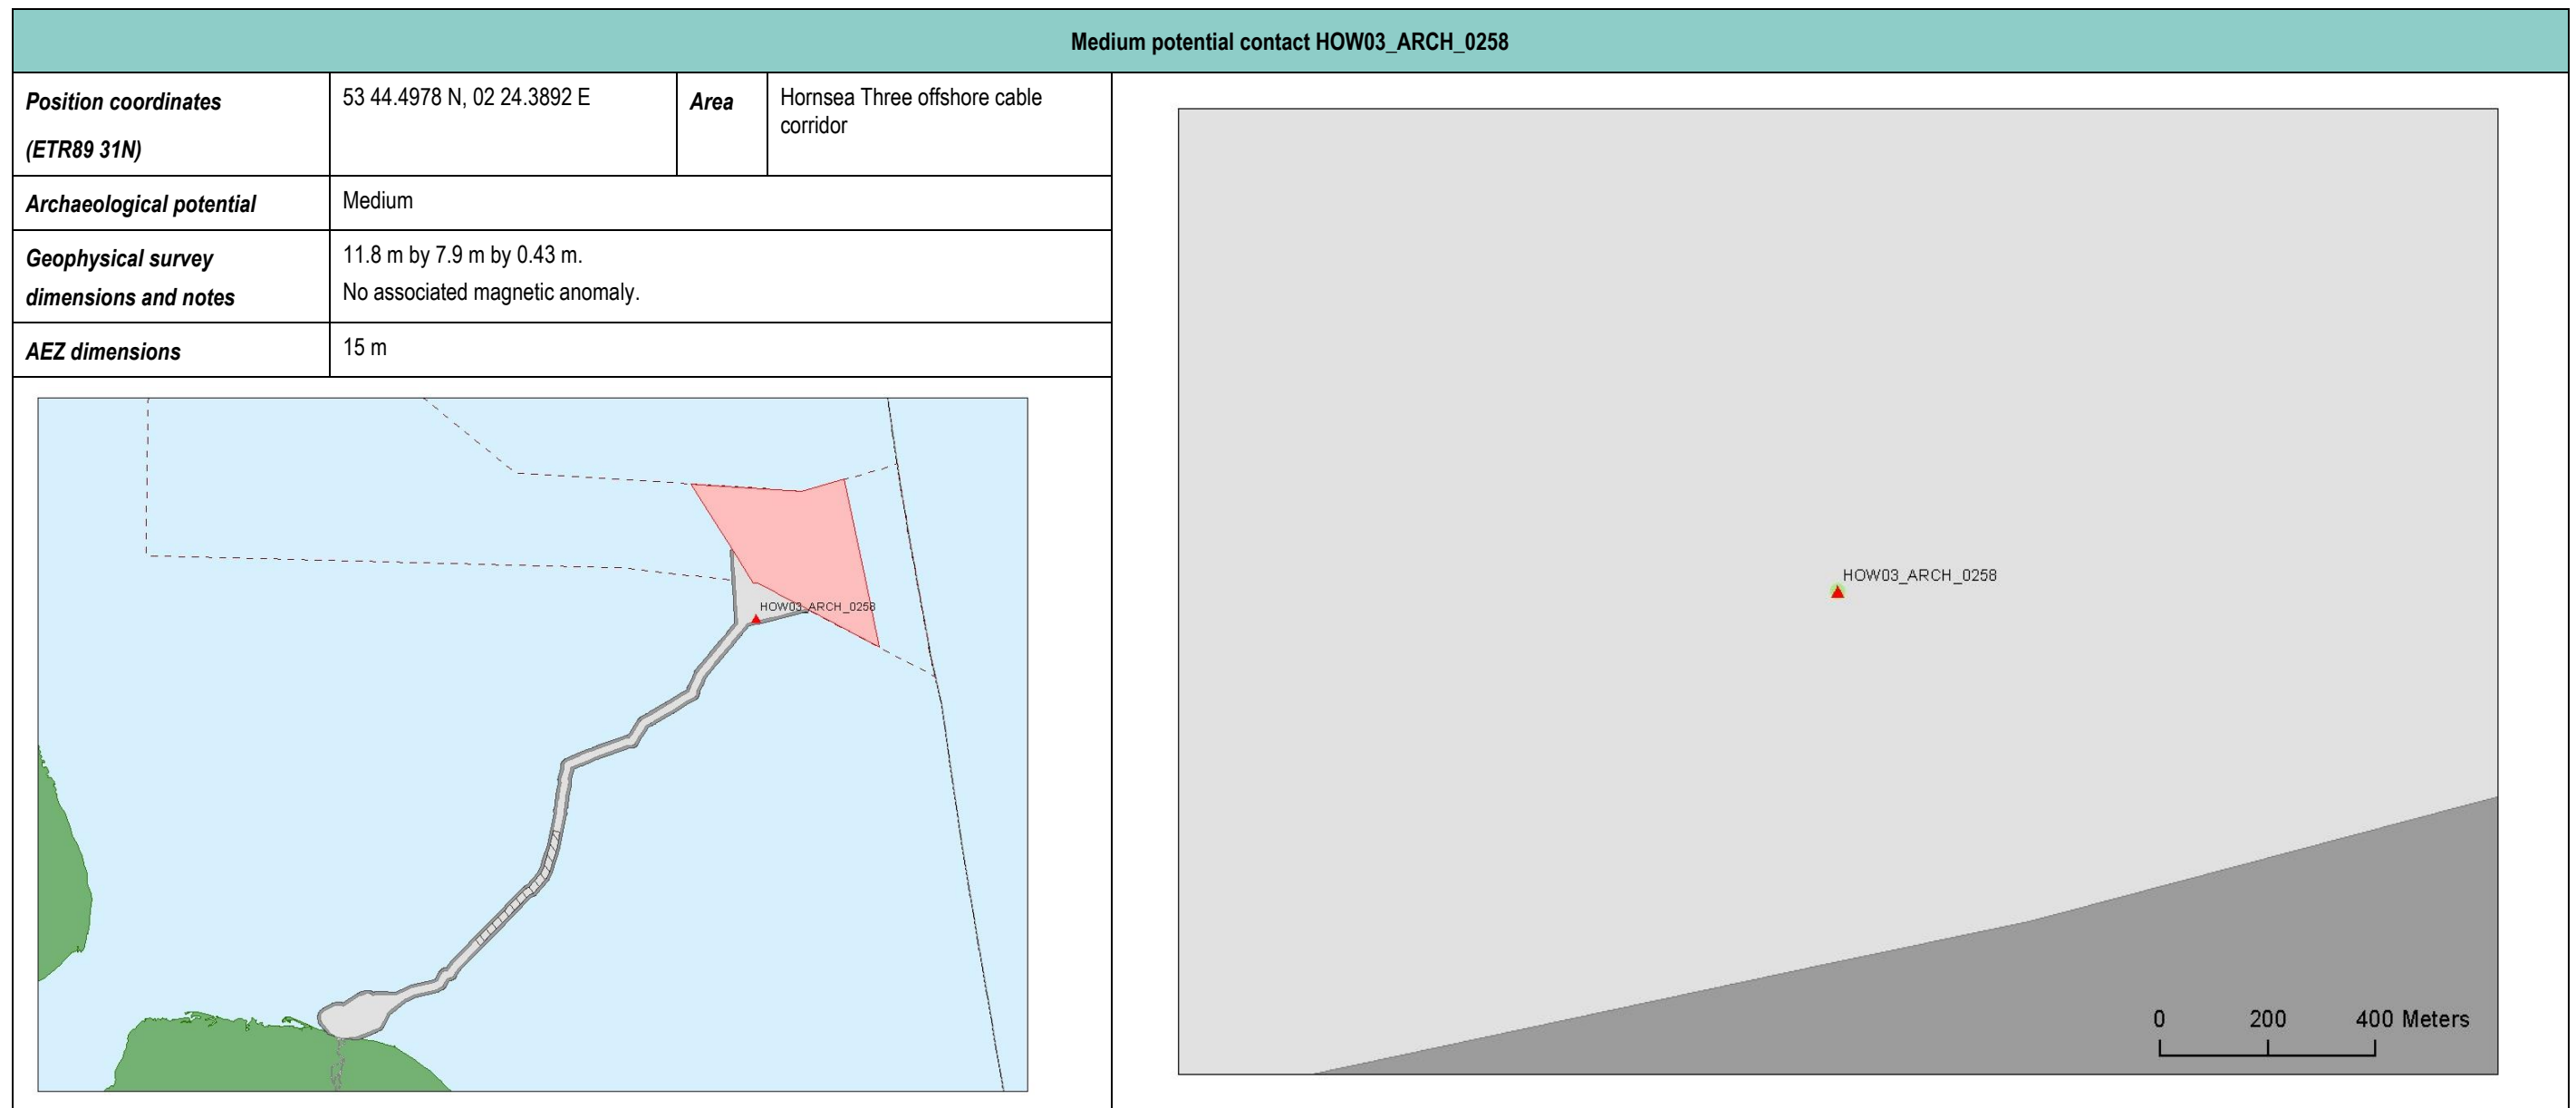 Medium potential contact HOW03_ARCH_0258
Position coordinates
(ETR89 31N)
53 44.4978 N, 02 24.3892 E
Area
Hornsea Three offshore cable
corridor
Archaeological potential
Medium
Geophysical survey
dimensions and notes
11.8 m by 7.9 m by 0.43 m.
No associated magnetic anomaly.
AEZ dimensions
15 m
HOW03_ARCH_0258
HOW03_ARCH_0258
0 200 400 Meters